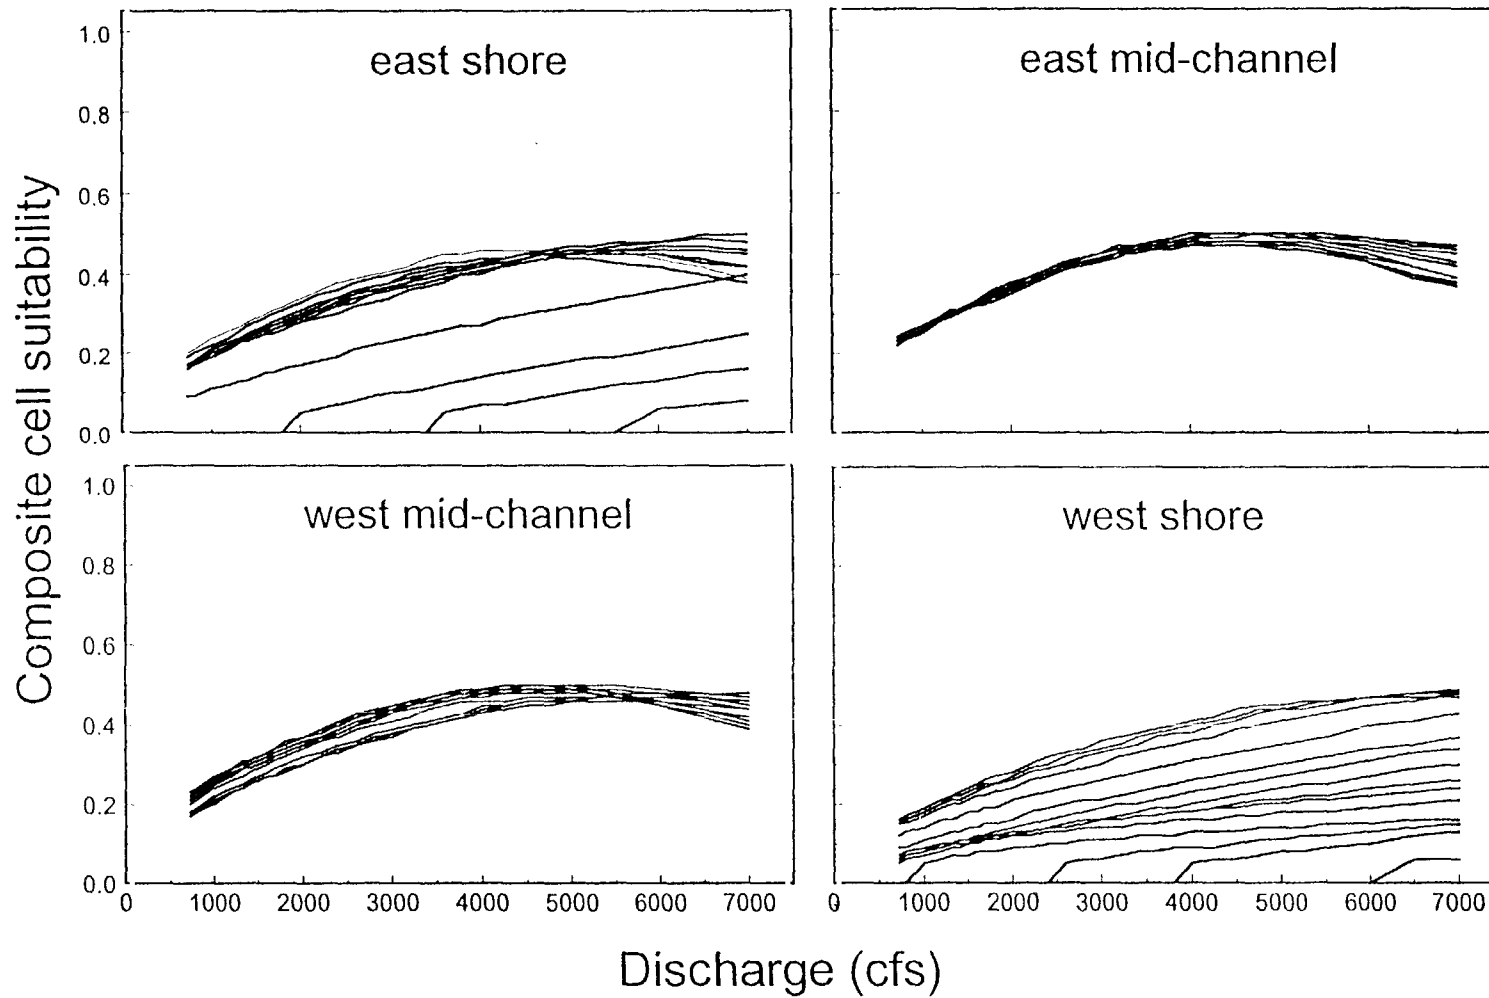 Composite cell suitability
1.0
0.8
0.6
0.4
0.2
0.0
east shore
east mid-channel
1.0
0.8
0.6
0.4
0.2
0.0
west mid-channel
west shore
0 1000 2000 3000 4000 5000 6000 7000
0 1000 2000 3000 4000 5000 6000 7000
Discharge (cfs)